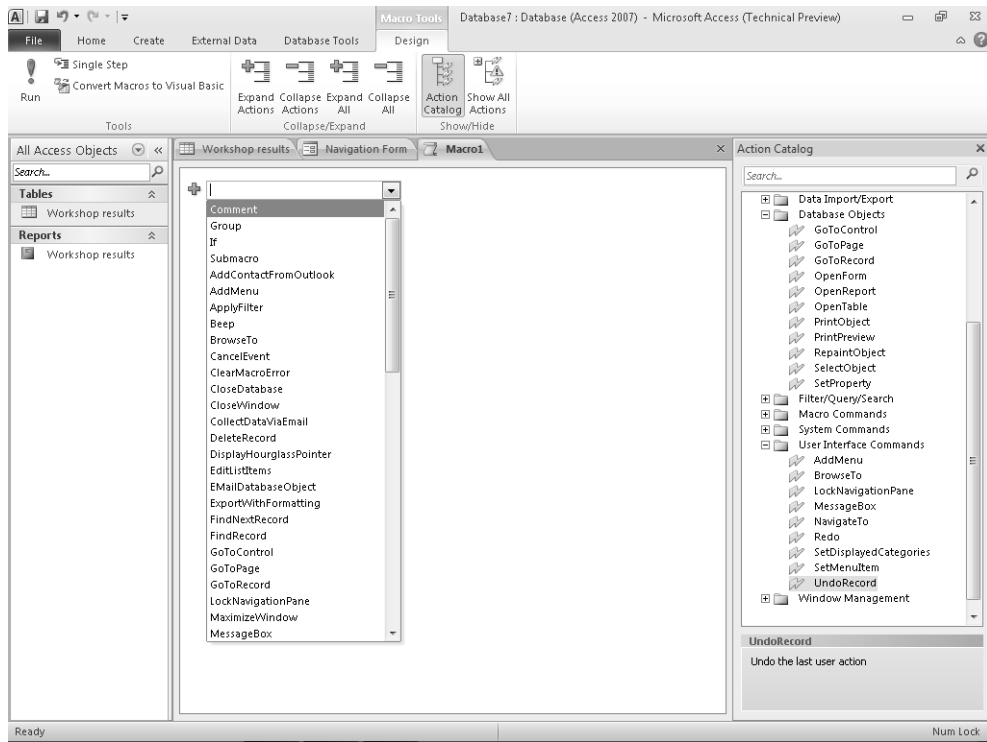 Macro Tools
Database7 : Database (Access 2007) - Microsoft Access (Technical Preview)
File
Home
Create
External Data
Database Tools
Design
Run
Single Step
Convert Macros to Visual Basic
Tools
Expand Actions
Collapse Actions
Expand All
Collapse All
Collapse/Expand
Action Catalog
Show All Actions
Show/Hide
All Access Objects
Search...
Tables
Workshop results
Reports
Workshop results
Workshop results
Navigation Form
Macro1
Comment
Group
If
Submacro
AddContactFromOutlook
AddMenu
ApplyFilter
Beep
BrowseTo
CancelEvent
ClearMacroError
CloseDatabase
CloseWindow
CollectDataViaEmail
DeleteRecord
DisplayHourglassPointer
EditListItems
EMailDatabaseObject
ExportWithFormatting
FindNextRecord
FindRecord
GoToControl
GoToPage
GoToRecord
LockNavigationPane
MaximizeWindow
MessageBox
Action Catalog
Search...
Data Import/Export
Database Objects
GoToControl
GoToPage
GoToRecord
OpenForm
OpenReport
OpenTable
PrintObject
PrintPreview
RepaintObject
SelectObject
SetProperty
Filter/Query/Search
Macro Commands
System Commands
User Interface Commands
AddMenu
BrowseTo
LockNavigationPane
MessageBox
NavigateTo
Redo
SetDisplayedCategories
SetMenuItem
UndoRecord
Window Management
UndoRecord
Undo the last user action
Ready
Num Lock